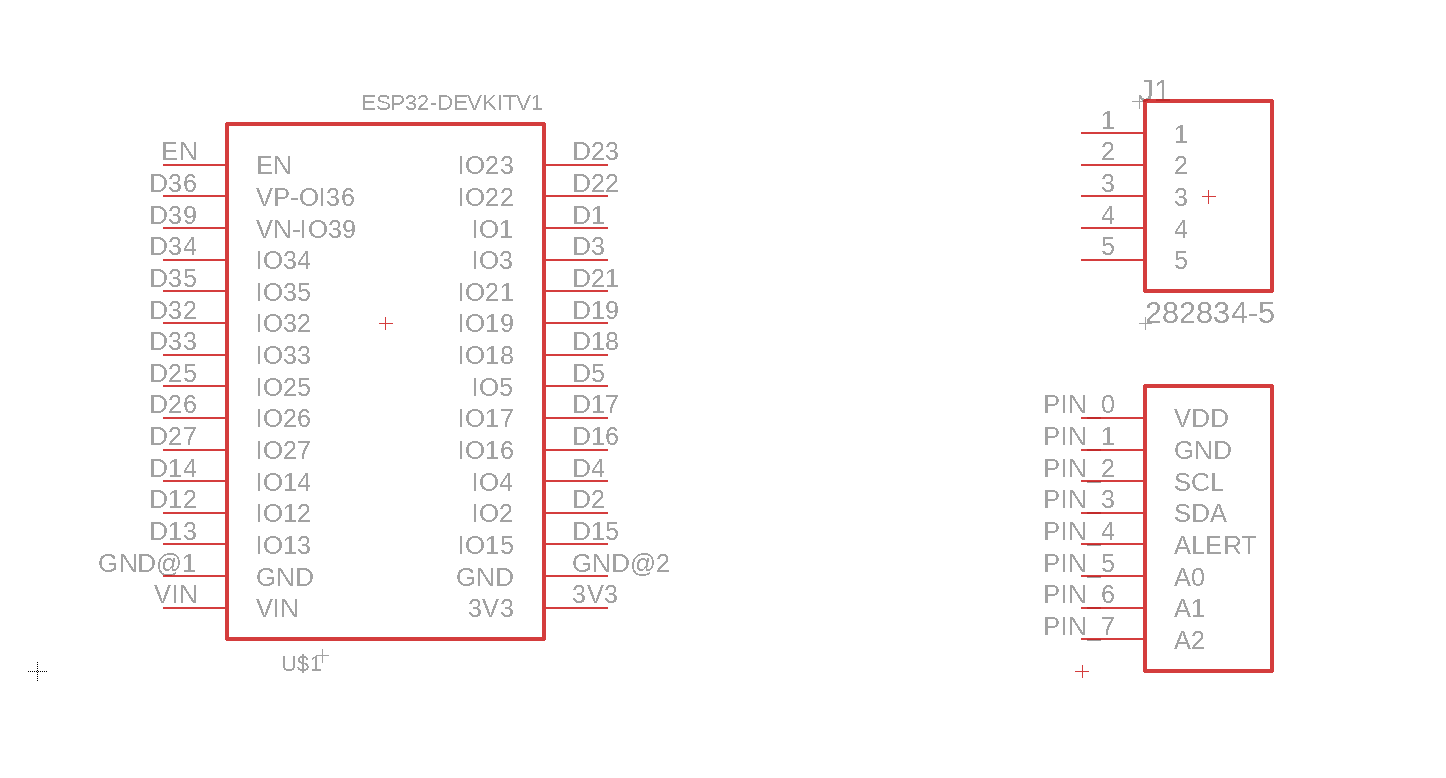 ESP32-DEVKITV1
EN EN IO23 D23
D36 VP-OI36 IO22 D22
D39 VN-IO39 IO1 D1
D34 IO34 IO3 D3
D35 IO35 IO21 D21
D32 IO32 IO19 D19
D33 IO33 IO18 D18
D25 IO25 IO5 D5
D26 IO26 IO17 D17
D27 IO27 IO16 D16
D14 IO14 IO4 D4
D12 IO12 IO2 D2
D13 IO13 IO15 D15
GND@1 GND GND GND@2
VIN VIN 3V3 3V3
U$1
J1
1 1
2 2
3 3
4 4
5 5
282834-5
PIN_0 VDD
PIN_1 GND
PIN_2 SCL
PIN_3 SDA
PIN_4 ALERT
PIN_5 A0
PIN_6 A1
PIN_7 A2